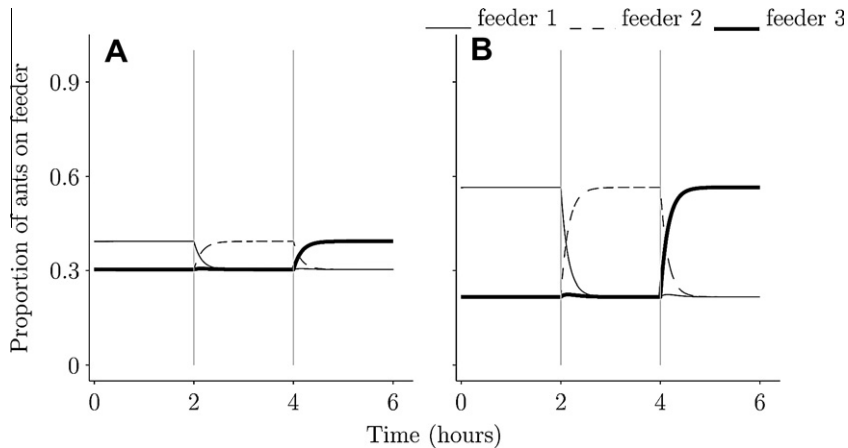 feeder 1 feeder 2 feeder 3
A B
Proportion of ants on feeder
0.9
0.6
0.3
0
0 2 4 6 0 2 4 6
Time (hours)